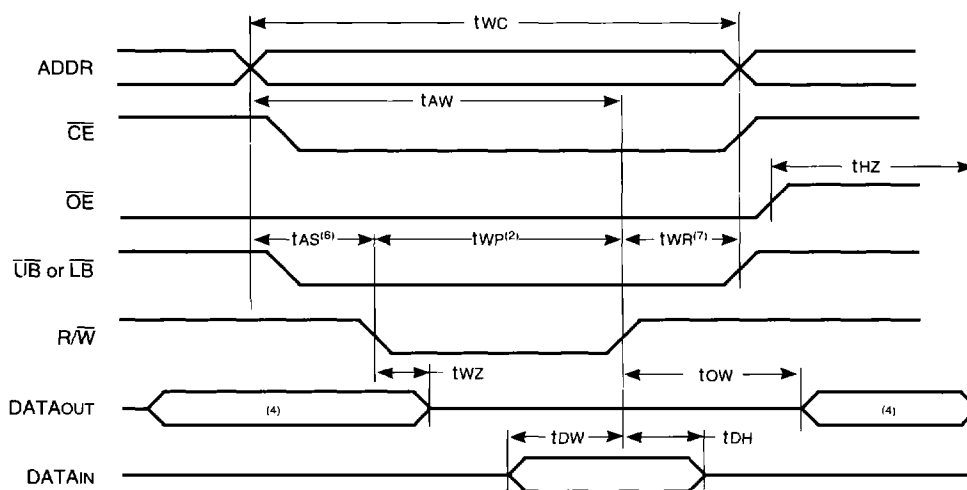 tWC
ADDR
tAW
CE
tHZ
OE
tAS(6) tWP(2) tWR(7)
UB or LB
R/W
tWZ tOW
DATAOUT (4) (4)
tDW tDH
DATAIN